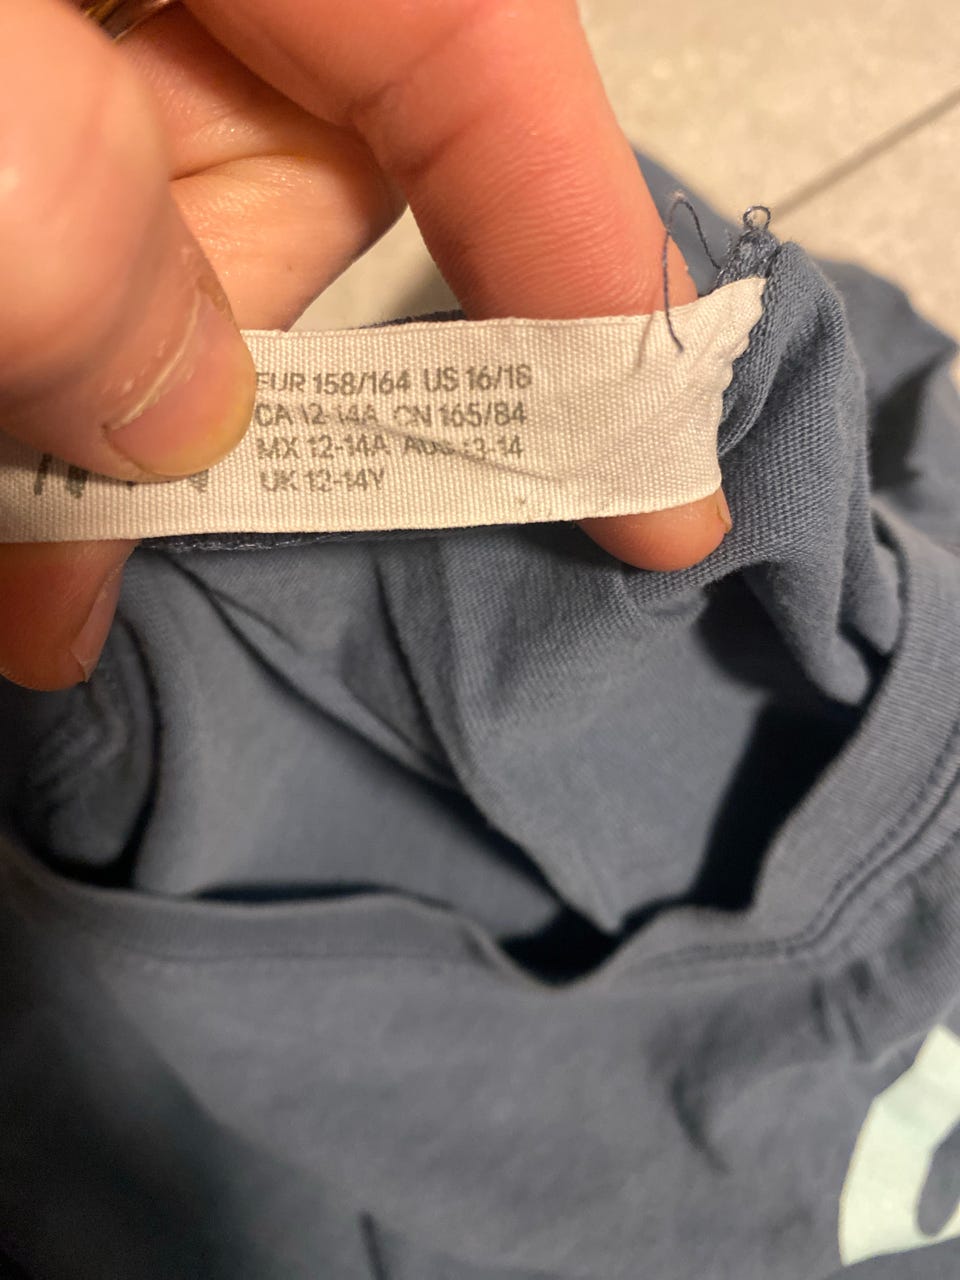 EUR 158/164 US 16/18
CA 12-14A CN 165/84
MX 12-14A 13-14
UK 12-14Y